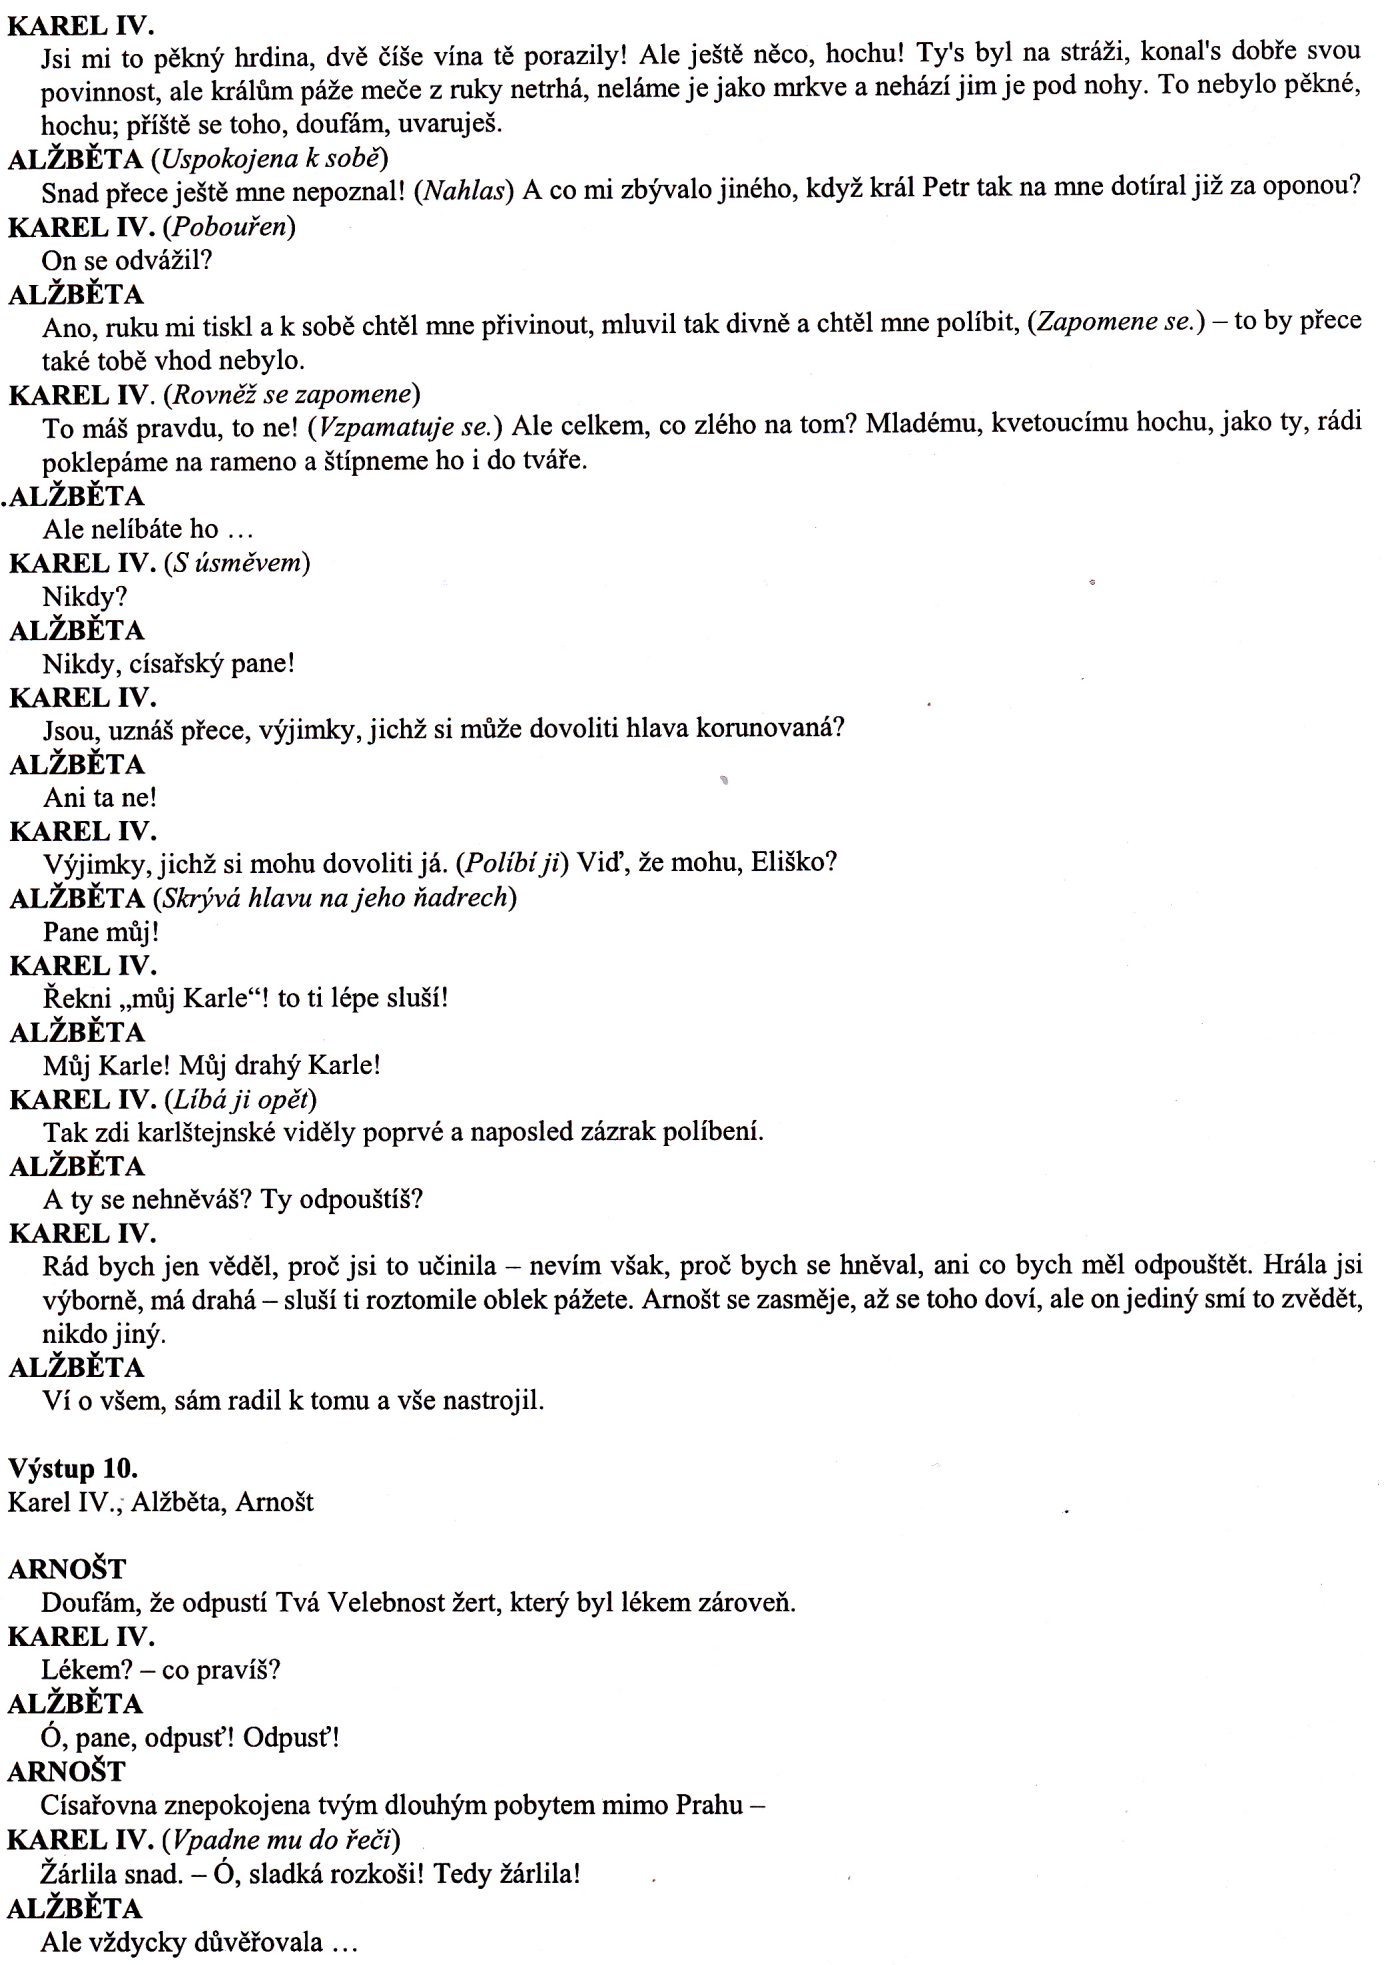 KAREL IV.
Jsi mi to pěkný hrdina, dvě číše vína tě porazily! Ale ještě něco, hochu! Ty's byl na stráži, konal's dobře svou
povinnost, ale králům páže meče z ruky netrhá, neláme je jako mrkve a nehází jim je pod nohy. To nebylo pěkné,
hochu; příště se toho, doufám, uvaruješ.
ALŽBĚTA (Uspokojena k sobě)
Snad přece ještě mne nepoznal! (Nahlas) A co mi zbývalo jiného, když král Petr tak na mne dotíral již za oponou?
KAREL IV. (Pobouřen)
On se odvážil?
ALŽBĚTA
Ano, ruku mi tiskl a k sobě chtěl mne přivinout, mluvil tak divně a chtěl mne políbit, (Zapomene se.) – to by přece
také tobě vhod nebylo.
KAREL IV. (Rovněž se zapomene)
To máš pravdu, to ne! (Vzpamatuje se.) Ale celkem, co zlého na tom? Mladému, kvetoucímu hochu, jako ty, rádi
poklepáme na rameno a štípneme ho i do tváře.
.ALŽBĚTA
Ale nelíbáte ho …
KAREL IV. (S úsměvem)
Nikdy?
ALŽBĚTA
Nikdy, císařský pane!
KAREL IV.
Jsou, uznáš přece, výjimky, jichž si může dovoliti hlava korunovaná?
ALŽBĚTA
Ani ta ne!
KAREL IV.
Výjimky, jichž si mohu dovoliti já. (Políbí ji) Viď, že mohu, Eliško?
ALŽBĚTA (Skrývá hlavu na jeho ňadrech)
Pane můj!
KAREL IV.
Řekni „můj Karle“! to ti lépe sluší!
ALŽBĚTA
Můj Karle! Můj drahý Karle!
KAREL IV. (Líbá ji opět)
Tak zdi karlštejnské viděly poprvé a naposled zázrak políbení.
ALŽBĚTA
A ty se nehněváš? Ty odpouštíš?
KAREL IV.
Rád bych jen věděl, proč jsi to učinila – nevím však, proč bych se hněval, ani co bych měl odpouštět. Hrála jsi
výborně, má drahá – sluší ti roztomile oblek pážete. Arnošt se zasměje, až se toho doví, ale on jediný smí to zvědět,
nikdo jiný.
ALŽBĚTA
Ví o všem, sám radil k tomu a vše nastrojil.
Výstup 10.
Karel IV., Alžběta, Arnošt
ARNOŠT
Doufám, že odpustí Tvá Velebnost žert, který byl lékem zároveň.
KAREL IV.
Lékem? – co pravíš?
ALŽBĚTA
Ó, pane, odpusť! Odpusť!
ARNOŠT
Císařovna znepokojena tvým dlouhým pobytem mimo Prahu –
KAREL IV. (Vpadne mu do řeči)
Žárlila snad. – Ó, sladká rozkoši! Tedy žárlila!
ALŽBĚTA
Ale vždycky důvěřovala …